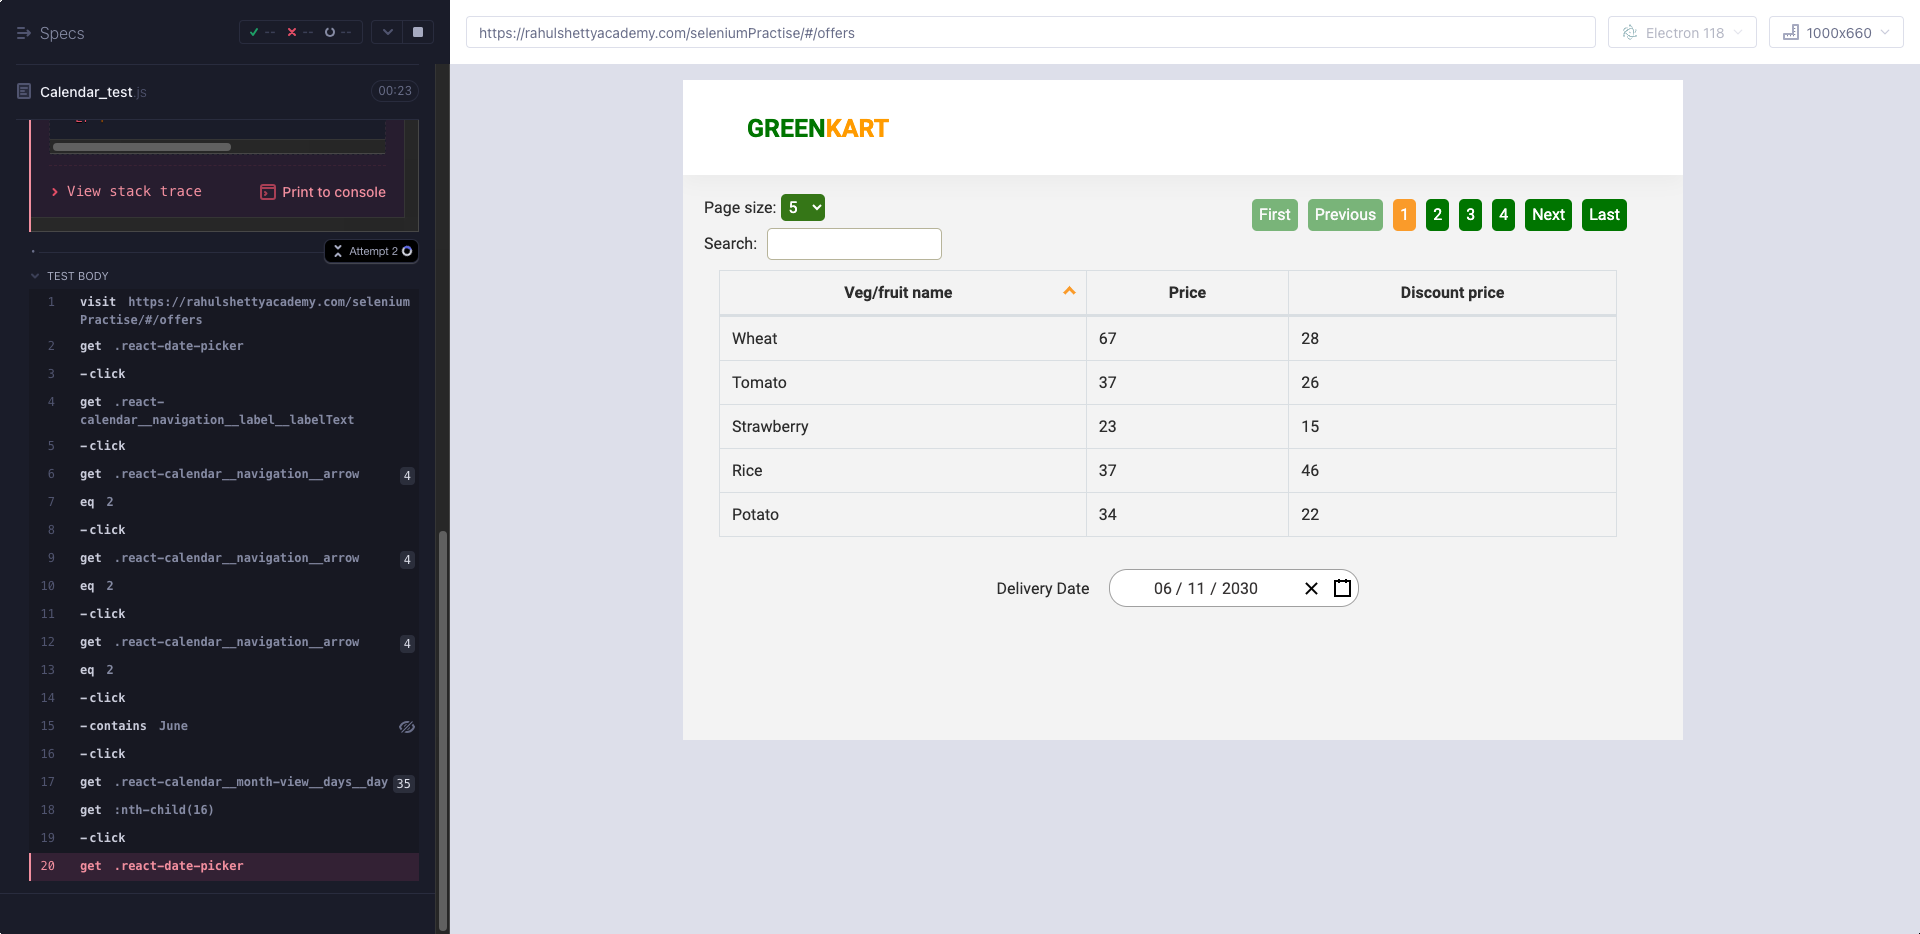 Specs
-- -- --
https://rahulshettyacademy.com/seleniumPractise/#/offers
Electron 118
1000x660
Calendar_test.js
00:23
View stack trace
Print to console
Attempt 2
TEST BODY
1 visit https://rahulshettyacademy.com/selenium
Practise/#/offers
2 get .react-date-picker
3 -click
4 get .react-
calendar__navigation__label__labelText
5 -click
6 get .react-calendar__navigation__arrow 4
7 eq 2
8 -click
9 get .react-calendar__navigation__arrow 4
10 eq 2
11 -click
12 get .react-calendar__navigation__arrow 4
13 eq 2
14 -click
15 -contains June
16 -click
17 get .react-calendar__month-view__days__day 35
18 get :nth-child(16)
19 -click
20 get .react-date-picker
GREENKART
Page size: 5
First Previous 1 2 3 4 Next Last
Search:
Veg/fruit name Price Discount price
Wheat 67 28
Tomato 37 26
Strawberry 23 15
Rice 37 46
Potato 34 22
Delivery Date 06 / 11 / 2030